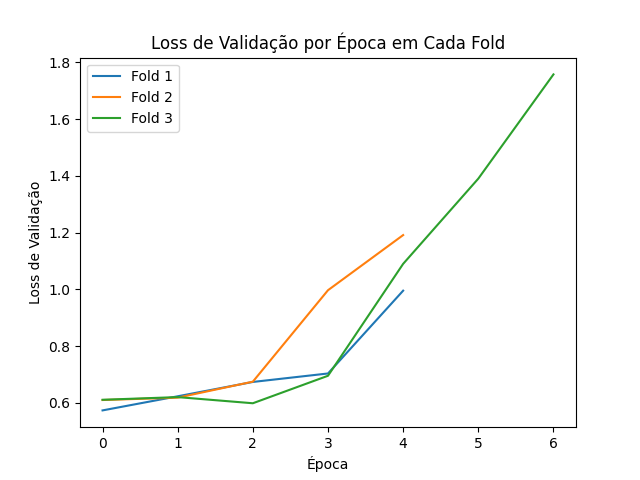 Loss de Validação por Época em Cada Fold
Fold 1
Fold 2
Fold 3
Loss de Validação
1.8
1.6
1.4
1.2
1.0
0.8
0.6
0 1 2 3 4 5 6
Época